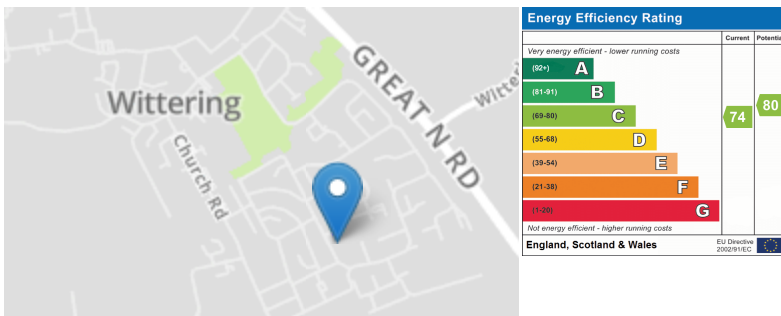 Wittering
GREAT N RD
Church Rd
Energy Efficiency Rating
Current
Very energy efficient - lower running costs
(92+) A
(81-91) B
(69-80) C
(55-68) D
(39-54) E
(21-38) F
(1-20) G
74
80
Not energy efficient - higher running costs
England, Scotland & Wales
EU Directive
2002/91/EC